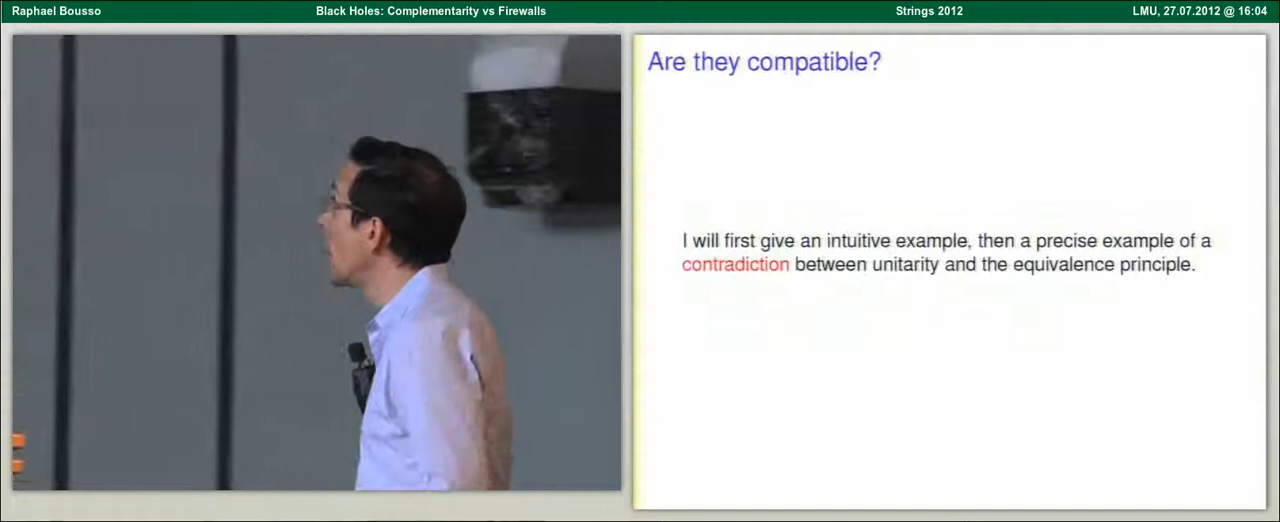 Raphael Bousso
Black Holes: Complementarity vs Firewalls
Strings 2012
LMU, 27.07.2012 @ 16:04
Are they compatible?
I will first give an intuitive example, then a precise example of a
contradiction between unitarity and the equivalence principle.